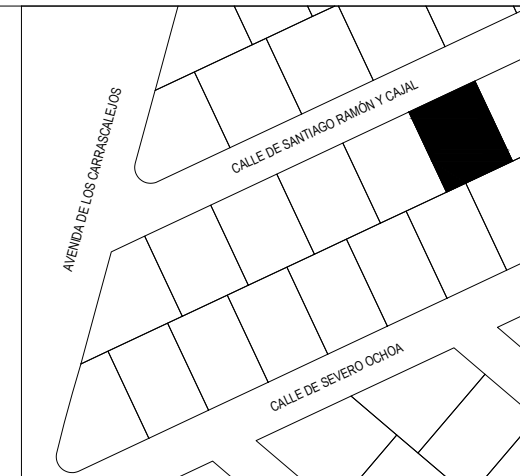 AVENIDA DE LOS CARRASCALEJOS
CALLE DE SANTIAGO RAMÓN Y CAJAL
CALLE DE SEVERO OCHOA